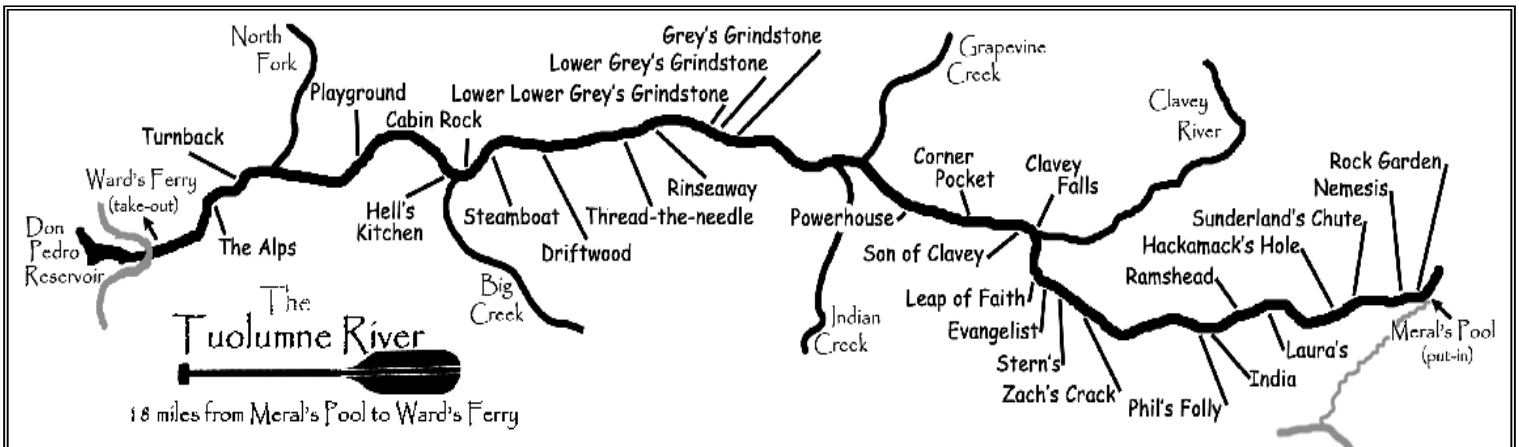 North
Fork
Playground
Turnback
Ward's Ferry
(take-out)
Don
Pedro
Reservoir
The Alps
Cabin Rock
Hell's
Kitchen
Lower Lower Grey's Grindstone
Lower Grey's Grindstone
Grey's Grindstone
Steamboat
Driftwood
Thread-the-needle
Rinseaway
Big
Creek
Grapevine
Creek
Powerhouse
Indian
Creek
Corner
Pocket
Son of Clavey
Clavey
Falls
Clavey
River
Leap of Faith
Evangelist
Stern's
Zach's Crack
Phil's Folly
India
Laura's
Ramshead
Hackamack's Hole
Sunderland's Chute
Nemesis
Rock Garden
Meral's Pool
(put-in)
The
Tuolumne River
18 miles from Meral's Pool to Ward's Ferry